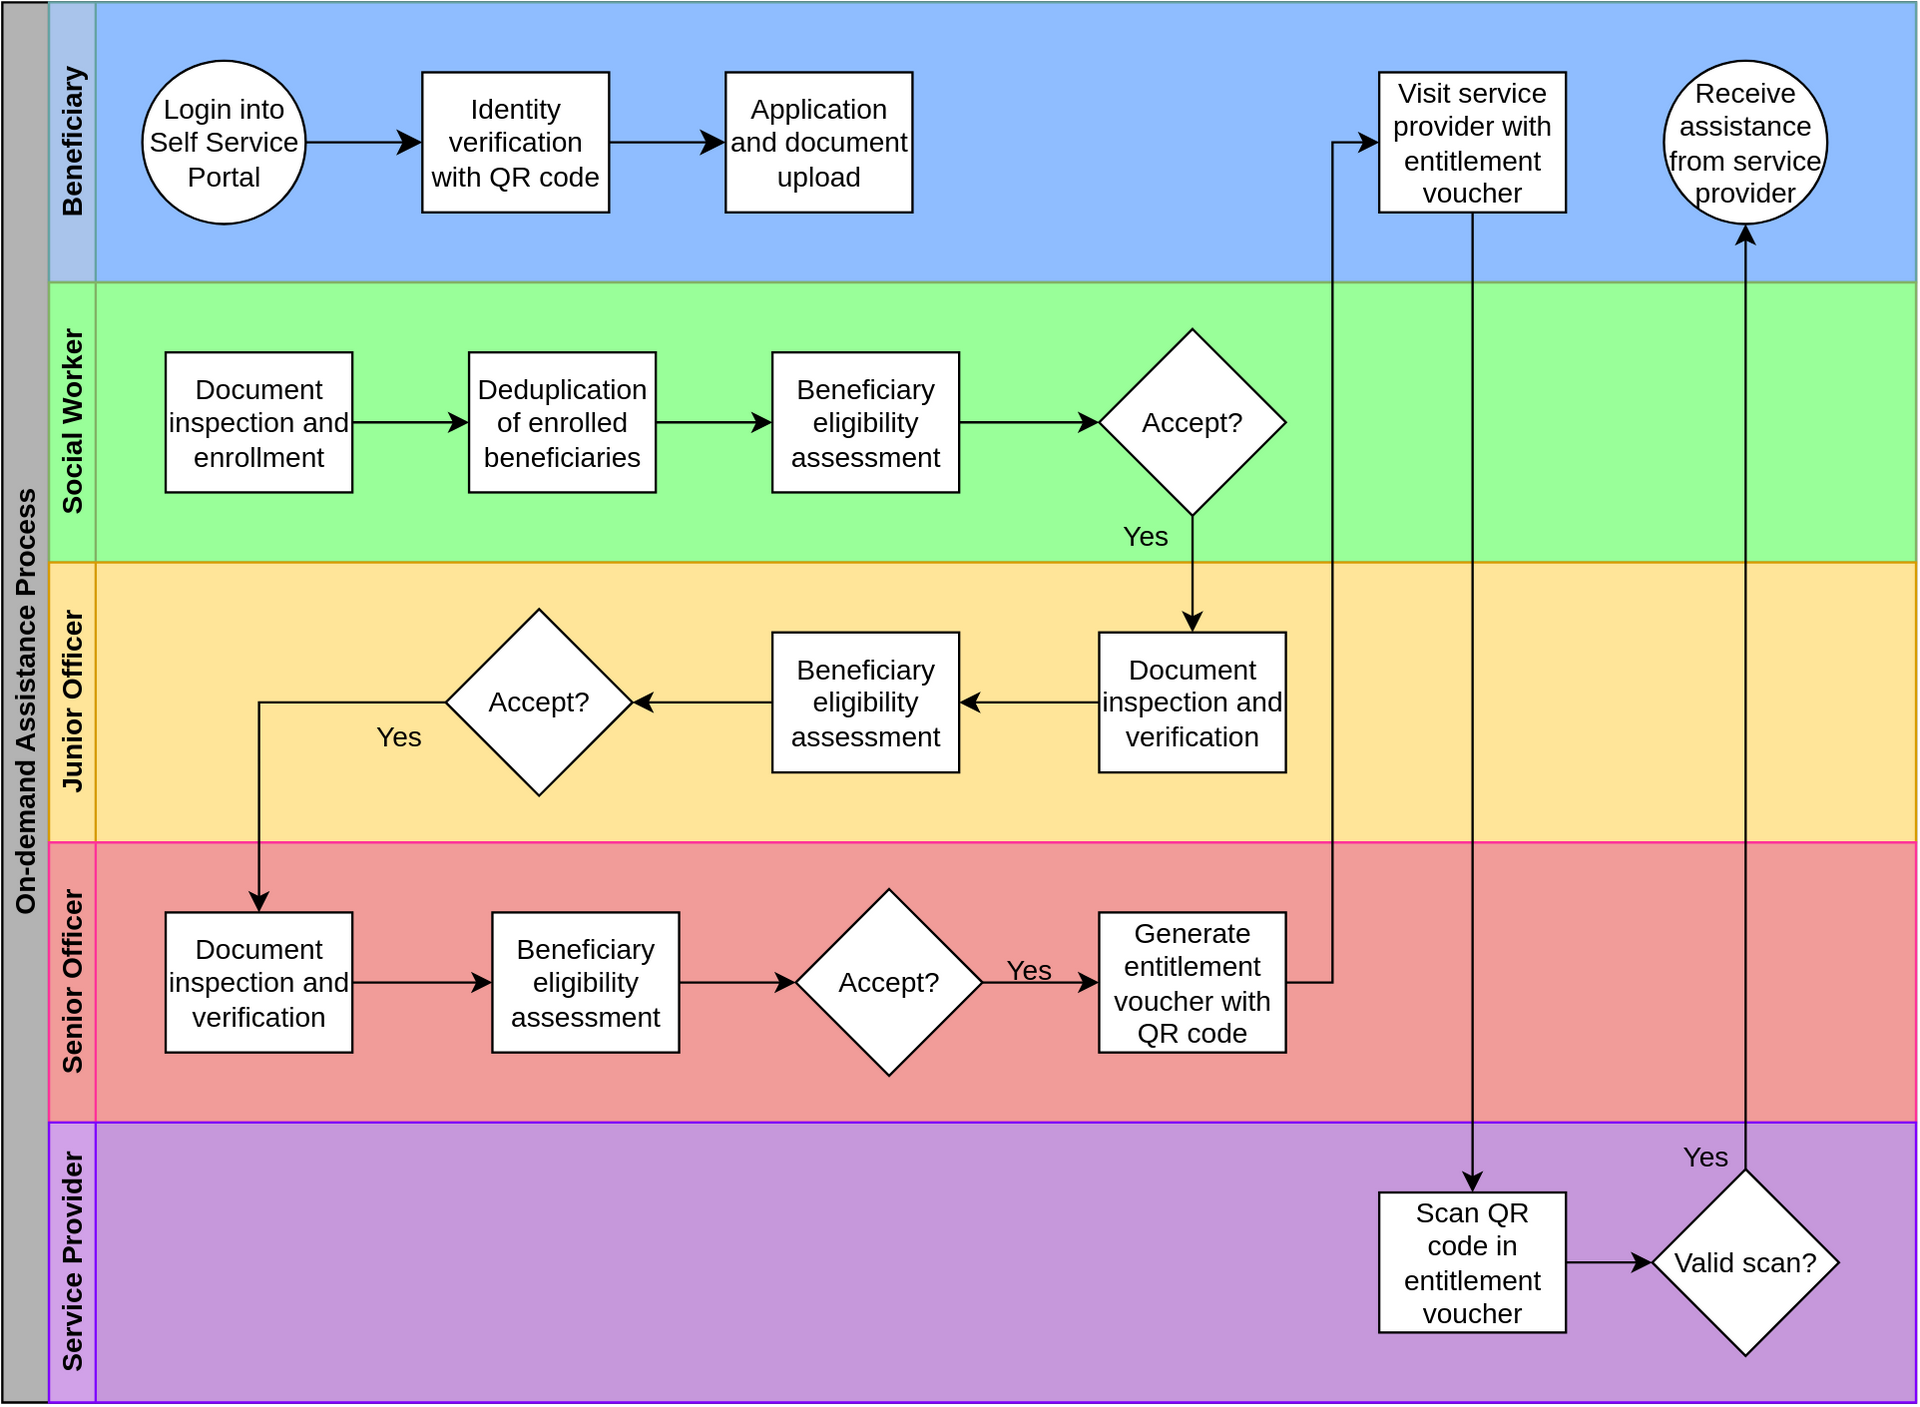 On-demand Assistance Process
Beneficiary
Login into
Self Service
Portal
Identity
verification
with QR code
Application
and document
upload
Visit service
provider with
entitlement
voucher
Receive
assistance
from service
provider
Social Worker
Document
inspection and
enrollment
Deduplication
of enrolled
beneficiaries
Beneficiary
eligibility
assessment
Accept?
Yes
Junior Officer
Accept?
Yes
Beneficiary
eligibility
assessment
Document
inspection and
verification
Senior Officer
Document
inspection and
verification
Beneficiary
eligibility
assessment
Accept?
Yes
Generate
entitlement
voucher with
QR code
Service Provider
Scan QR
code in
entitlement
voucher
Yes
Valid scan?